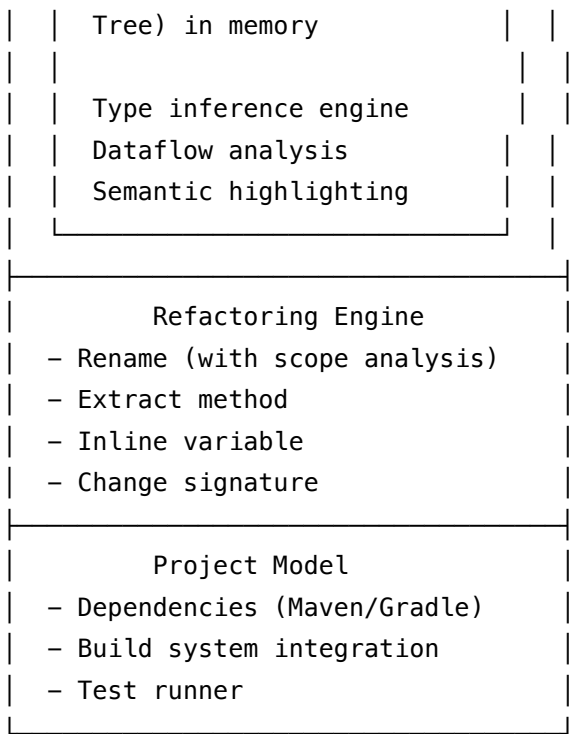 Tree) in memory
Type inference engine
Dataflow analysis
Semantic highlighting
Refactoring Engine
- Rename (with scope analysis)
- Extract method
- Inline variable
- Change signature
Project Model
- Dependencies (Maven/Gradle)
- Build system integration
- Test runner